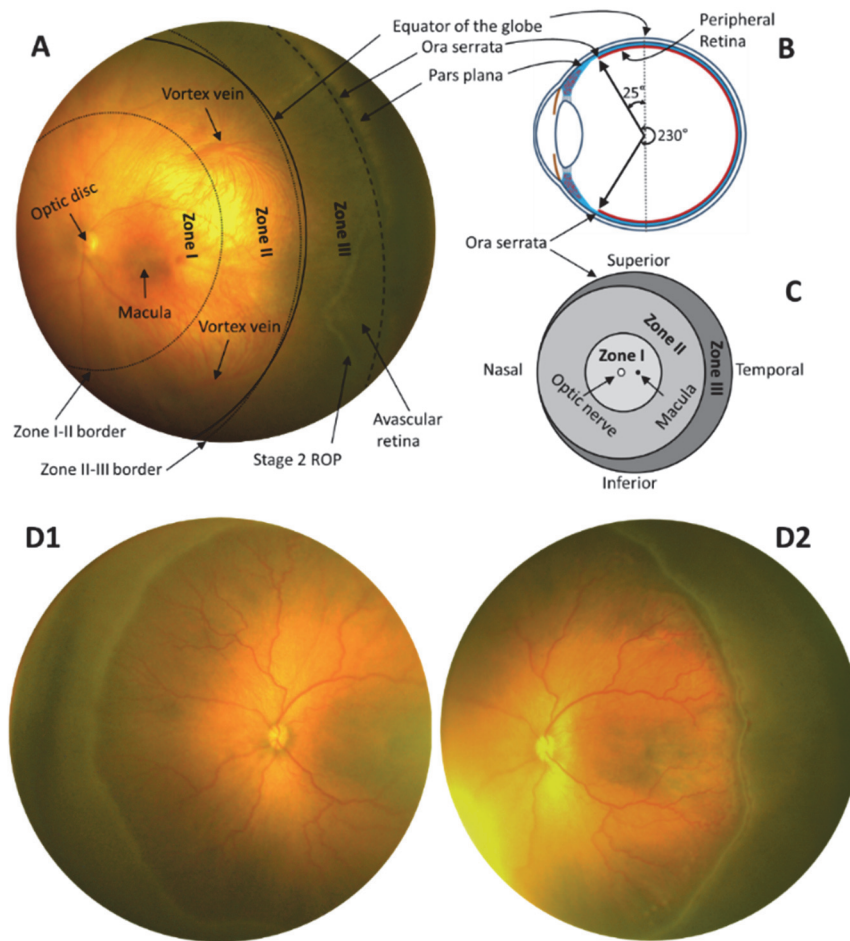 A
Equator of the globe
Ora serrata
Pars plana
Peripheral
Retina
B
Vortex vein
25°
230°
Optic disc
Zone I
Zone II
Zone III
Macula
Vortex vein
Ora serrata
Superior
C
Zone II
Zone III
Zone I
Nasal
Temporal
Optic nerve
Macula
Inferior
Zone I-II border
Avascular
retina
Stage 2 ROP
Zone II-III border
D1
D2